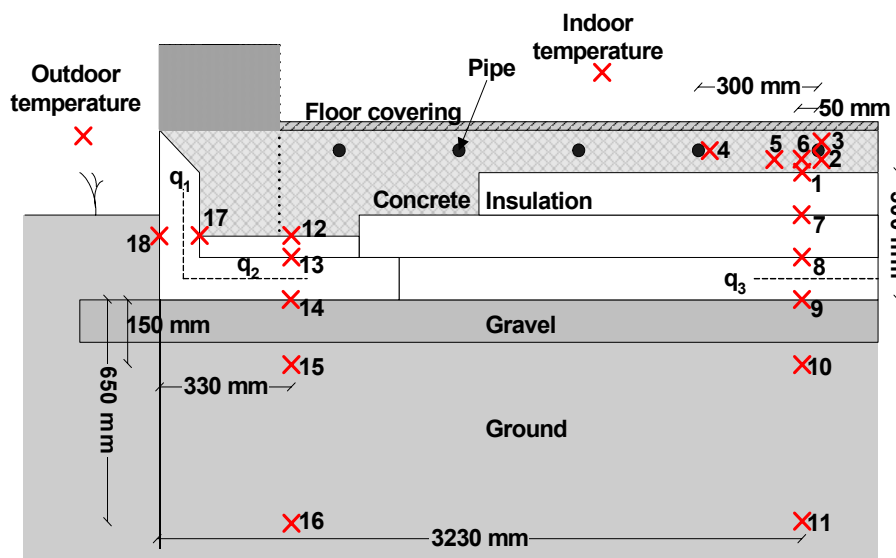 Indoor
temperature
Outdoor
temperature
Pipe
300 mm
50 mm
Floor covering
3
4
5
6
2
q1
Concrete
Insulation
1
17
12
7
18
13
q2
8
q3
14
9
150 mm
Gravel
15
10
650 mm
330 mm
Ground
16
11
3230 mm